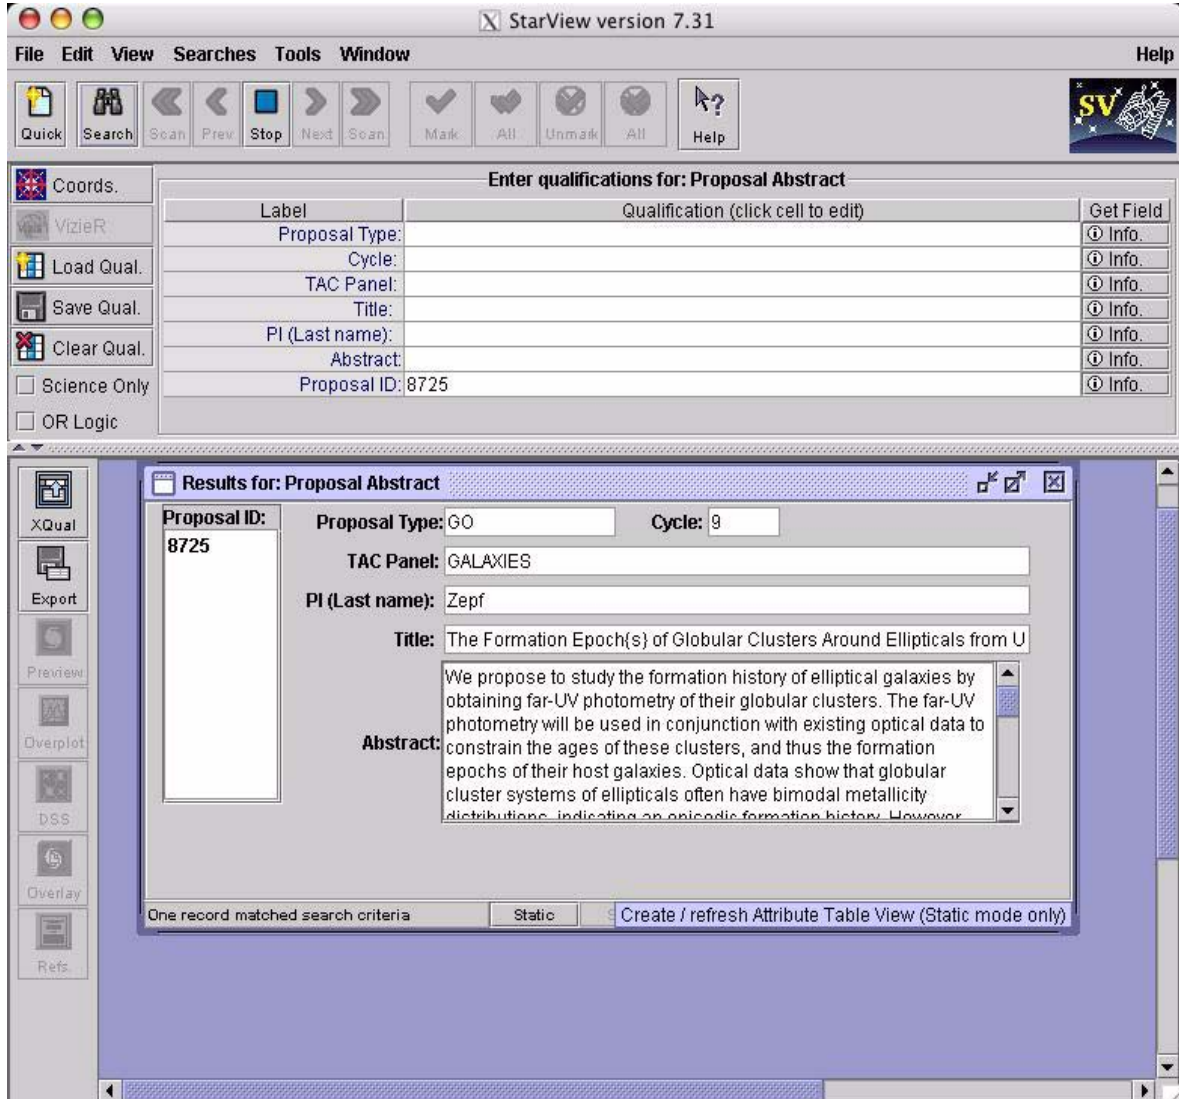 X StarView version 7.31
File Edit View Searches Tools Window Help
Quick Search Scan Prev Stop Next Scan Mark All Unmark All Help
SV
Coords.
VizieR
Load Qual.
Save Qual.
Clear Qual.
Science Only
OR Logic
Enter qualifications for: Proposal Abstract
Label Qualification (click cell to edit) Get Field
Proposal Type: Info.
Cycle: Info.
TAC Panel: Info.
Title: Info.
PI (Last name): Info.
Abstract: Info.
Proposal ID: 8725 Info.
XQual
Export
Preview
Overplot
DSS
Overlay
Refs.
Results for: Proposal Abstract
Proposal ID:
8725
Proposal Type: GO Cycle: 9
TAC Panel: GALAXIES
PI (Last name): Zepf
Title: The Formation Epoch{s} of Globular Clusters Around Ellipticals from U
Abstract:
We propose to study the formation history of elliptical galaxies by
obtaining far-UV photometry of their globular clusters. The far-UV
photometry will be used in conjunction with existing optical data to
constrain the ages of these clusters, and thus the formation
epochs of their host galaxies. Optical data show that globular
cluster systems of ellipticals often have bimodal metallicity
distributions, indicating an episodic formation history. However
One record matched search criteria Static Create / refresh Attribute Table View (Static mode only)